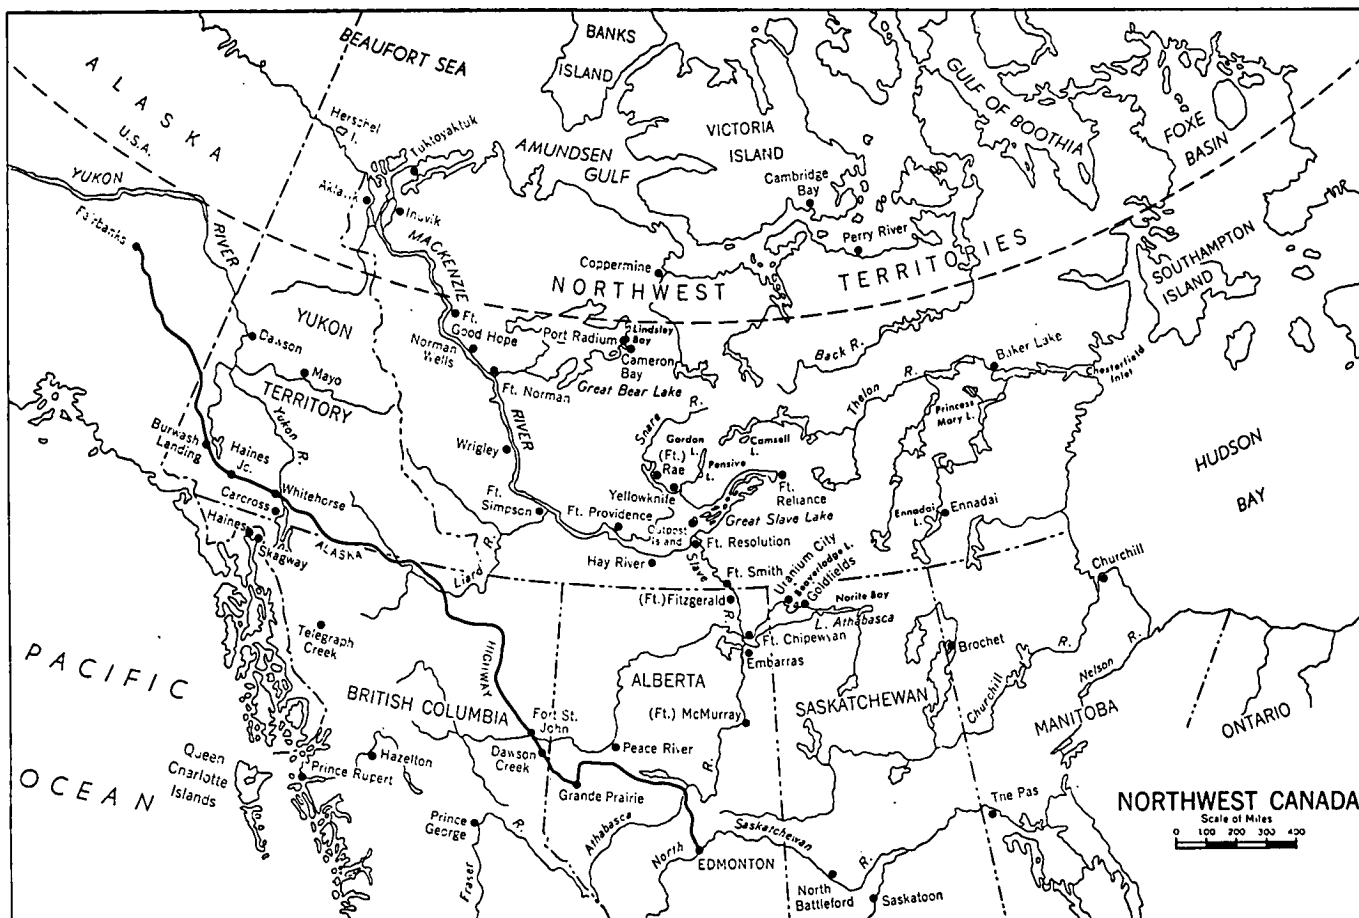 BEAUFORT SEA
BANKS
ISLAND
ALASKA
U.S.A.
Herschel
I.
Tuktoyaktuk
AMUNDSEN
GULF
VICTORIA
ISLAND
GULF OF BOOTHIA
FOXE
BASIN
YUKON
RIVER
Fairbanks
Aklavik
Inuvik
MACKENZIE
RIVER
Cambridge
Bay
Perry River
Coppermine
NORTHWEST
TERRITORIES
SOUTHAMPTON
ISLAND
YUKON
TERRITORY
Dawson
Mayo
Ft.
Good Hope
Norman
Wells
Ft. Norman
Port Radium
Lindsley
Bay
Cameron
Bay
Great Bear Lake
Back R.
Baker Lake
Chesterfield
Inlet
Thelon R.
Princess
Mary L.
Snare R.
Gordon
L.
(Ft.)
Rae
Camsell
L.
Pensive
L.
Yellowknife
Ft.
Reliance
Great Slave Lake
Outpost
Island
Ft. Resolution
Burwash
Landing
Haines
Jc.
Yukon R.
Carcross
Whitehorse
Haines
Skagway
Wrigley
Ft.
Simpson
Ft. Providence
Hay River
Liard R.
Slave R.
Ennadai
L.
Ennadai
HUDSON
BAY
ALASKA
HIGHWAY
Ft. Smith
(Ft.)Fitzgerald
Uranium City
Beaverlodge L.
Goldfields
Norite Bay
L. Athabasca
Ft. Chipewyan
Embarras
Churchill
Telegraph
Creek
PACIFIC
OCEAN
BRITISH COLUMBIA
ALBERTA
SASKATCHEWAN
MANITOBA
ONTARIO
Brochet
Churchill R.
Nelson R.
(Ft.) McMurray
R.
Fort St.
John
Dawson
Creek
Peace River
Grande Prairie
Queen
Charlotte
Islands
Prince Rupert
Hazelton
Prince
George
Fraser R.
Athabasca
North Saskatchewan R.
EDMONTON
North
Battleford
Saskatoon
The Pas
NORTHWEST CANADA
Scale of Miles
0 100 200 300 400